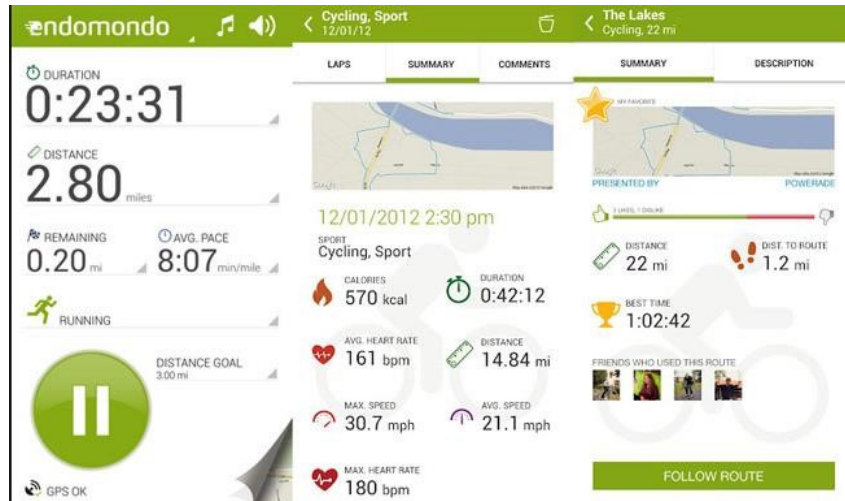 endomondo
DURATION
0:23:31
DISTANCE
2.80 miles
REMAINING
0.20 mi
AVG. PACE
8:07 min/mile
RUNNING
DISTANCE GOAL
3.00 mi
GPS OK
Cycling, Sport
12/01/12
LAPS
SUMMARY
COMMENTS
12/01/2012 2:30 pm
SPORT
Cycling, Sport
CALORIES
570 kcal
DURATION
0:42:12
AVG. HEART RATE
161 bpm
DISTANCE
14.84 mi
MAX. SPEED
30.7 mph
AVG. SPEED
21.1 mph
MAX. HEART RATE
180 bpm
The Lakes
Cycling, 22 mi
SUMMARY
DESCRIPTION
MY FAVORITE
PRESENTED BY
POWERADE
LIKES, 1 DISLIKE
DISTANCE
22 mi
DIST. TO ROUTE
1.2 mi
BEST TIME
1:02:42
FRIENDS WHO USED THIS ROUTE
FOLLOW ROUTE